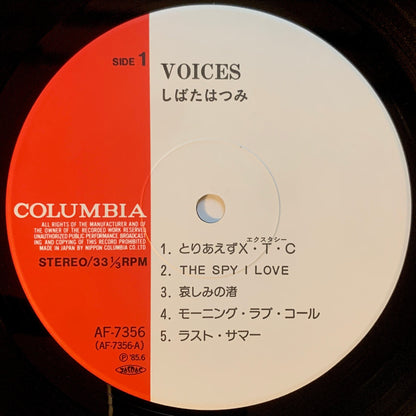 SIDE 1
VOICES
しばたはつみ
COLUMBIA
ALL RIGHTS OF THE MANUFACTURER AND OF
THE OWNER OF THE RECORDED WORK RESERVED
UNAUTHORIZED PUBLIC PERFORMANCE BROADCAST-
ING AND COPYING OF THIS RECORD PROHIBITED
MADE IN JAPAN BY NIPPON COLUMBIA CO.,LTD.
STEREO/33 1/3 RPM
エクスタシー
1. とりあえずX・T・C
2. THE SPY I LOVE
3. 哀しみの渚
4. モーニング・ラブ・コール
5. ラスト・サマー
AF-7356
(AF-7356-A)
Ⓟ '85.6